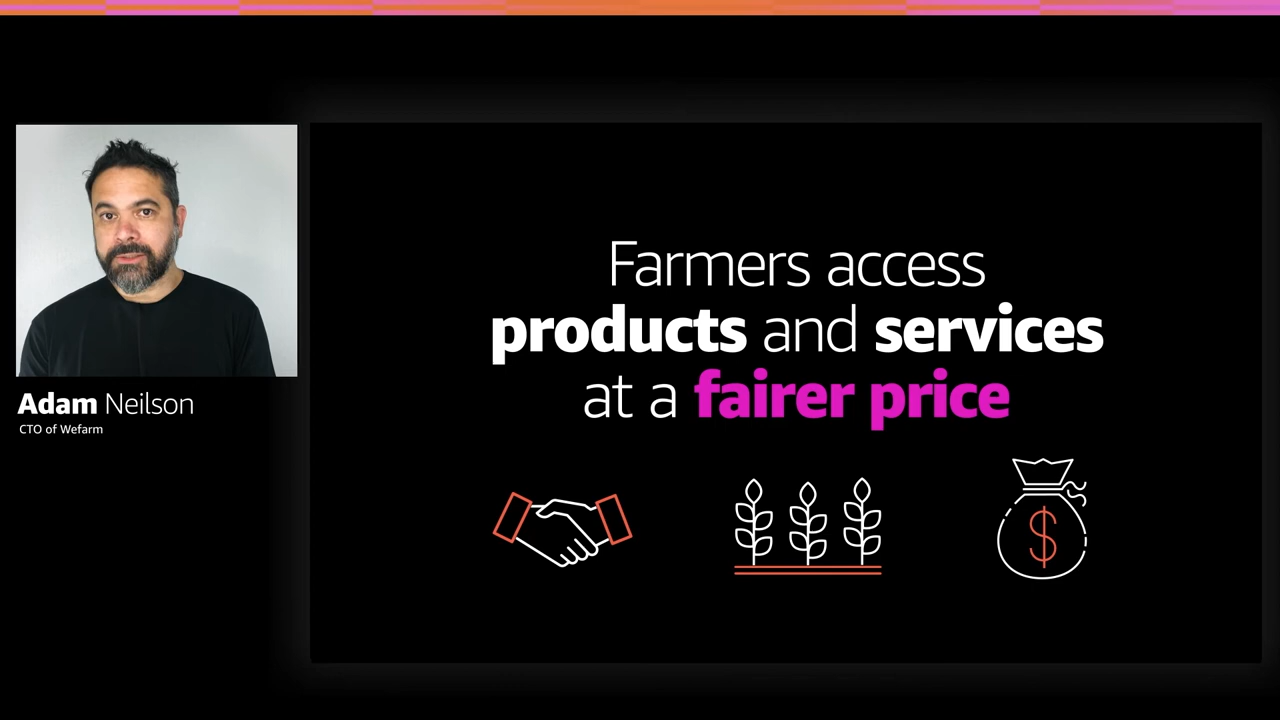 Adam Neilson
CTO of Wefarm
Farmers access
products and services
at a fairer price
$